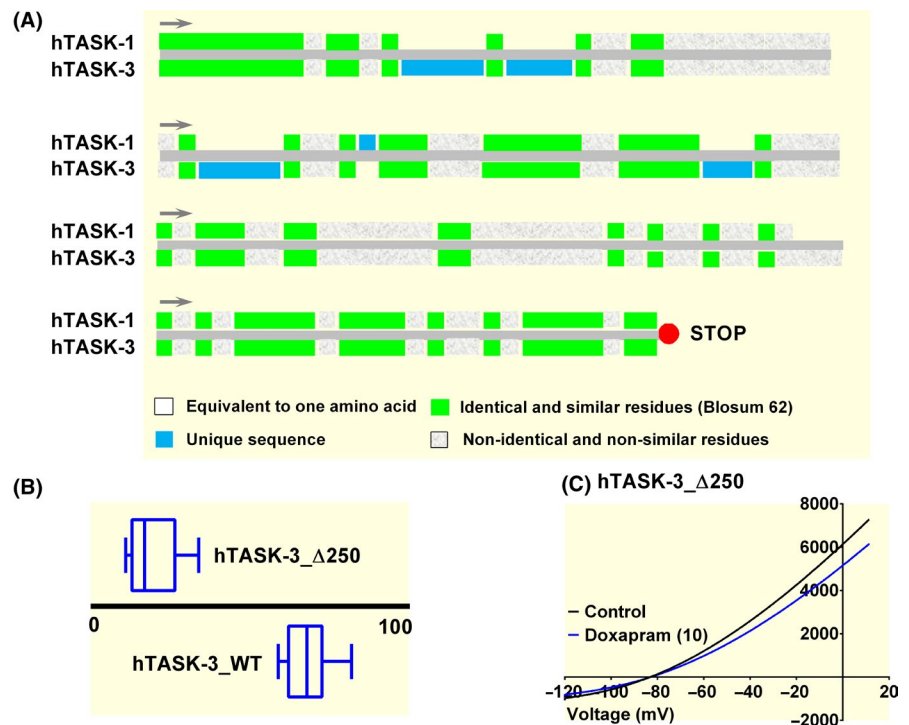 (A)
hTASK-1
hTASK-3
hTASK-1
hTASK-3
hTASK-1
hTASK-3
hTASK-1
hTASK-3
STOP
Equivalent to one amino acid
Identical and similar residues (Blosum 62)
Unique sequence
Non-identical and non-similar residues
(B)
hTASK-3_Δ250
0
100
hTASK-3_WT
(C) hTASK-3_Δ250
8000
6000
4000
2000
−2000
Control
Doxapram (10)
−120 −100 −80 −60 −40 −20 0 20
Voltage (mV)